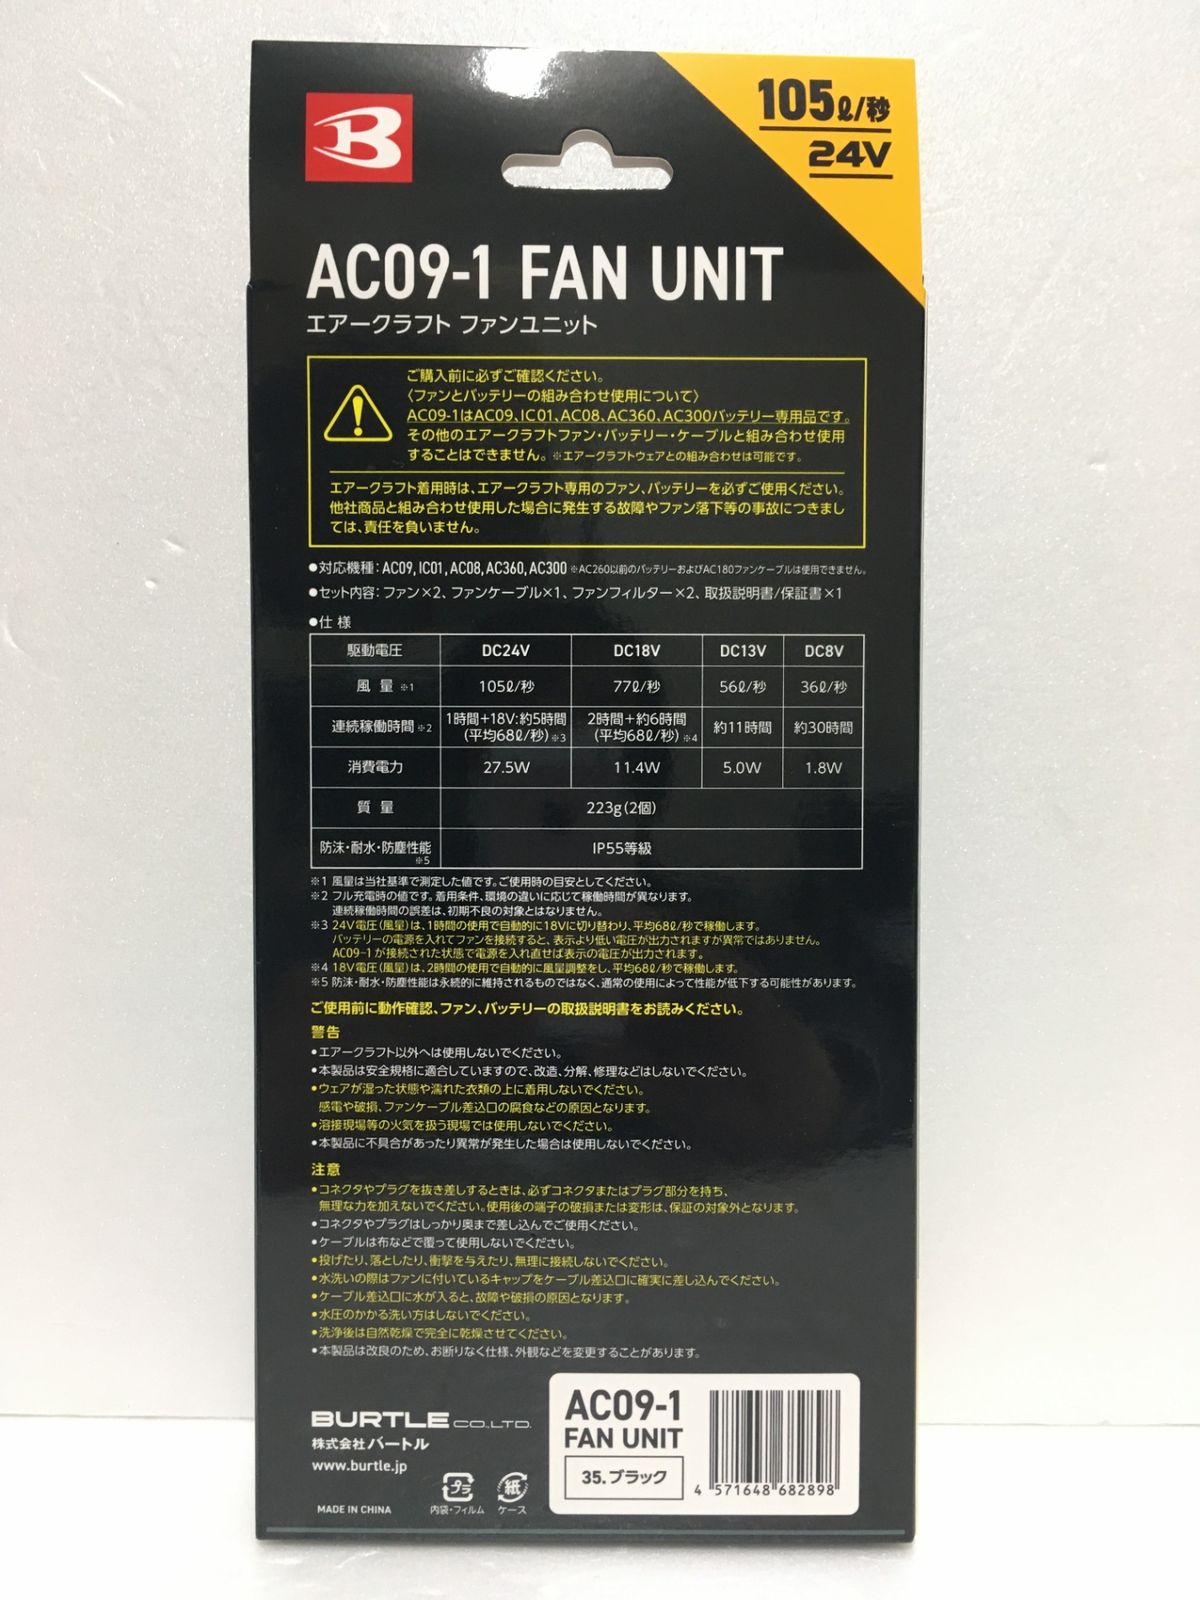 105ℓ/秒
24V
B
AC09-1 FAN UNIT
エアークラフト ファンユニット
ご購入前に必ずご確認ください。
〈ファンとバッテリーの組み合わせ使用について〉
AC09-1はAC09、IC01、AC08、AC360、AC300バッテリー専用品です。
その他のエアークラフトファン・バッテリー・ケーブルと組み合わせ使用
することはできません。※エアークラフトウェアとの組み合わせは可能です。
エアークラフト着用時は、エアークラフト専用のファン、バッテリーを必ずご使用ください。
他社商品と組み合わせ使用した場合に発生する故障やファン落下等の事故につきまし
ては、責任を負いません。
●対応機種：AC09, IC01, AC08, AC360, AC300 ※AC260以前のバッテリーおよびAC180ファンケーブルは使用できません。
●セット内容：ファン×2、ファンケーブル×1、ファンフィルター×2、取扱説明書/保証書×1
●仕 様
駆動電圧 DC24V DC18V DC13V DC8V
風 量 ※1 105ℓ/秒 77ℓ/秒 56ℓ/秒 36ℓ/秒
連続稼働時間 ※2 1時間+18V：約5時間 (平均68ℓ/秒) ※3 2時間+約6時間 (平均68ℓ/秒) ※4 約11時間 約30時間
消費電力 27.5W 11.4W 5.0W 1.8W
質 量 223g(2個)
防沫・耐水・防塵性能 ※5 IP55等級
※1 風量は当社基準で測定した値です。ご使用時の目安としてください。
※2 フル充電時の値です。着用条件、環境の違いに応じて稼働時間が異なります。
連続稼働時間の誤差は、初期不良の対象とはなりません。
※3 24V電圧(風量)は、1時間の使用で自動的に18Vに切り替わり、平均68ℓ/秒で稼働します。
バッテリーの電源を入れてファンを接続すると、表示より低い電圧が出力されますが異常ではありません。
AC09-1が接続された状態で電源を入れ直せば表示の電圧が出力されます。
※4 18V電圧(風量)は、2時間の使用で自動的に風量調整をし、平均68ℓ/秒で稼働します。
※5 防沫・耐水・防塵性能は永続的に維持されるものではなく、通常の使用によって性能が低下する可能性があります。
ご使用前に動作確認、ファン、バッテリーの取扱説明書をお読みください。
警告
●エアークラフト以外へは使用しないでください。
●本製品は安全規格に適合していますので、改造、分解、修理などはしないでください。
●ウェアが湿った状態や濡れた衣類の上に着用しないでください。
感電や破損、ファンケーブル差込口の腐食などの原因となります。
●溶接現場等の火気を扱う現場では使用しないでください。
●本製品に不具合があったり異常が発生した場合は使用しないでください。
注意
●コネクタやプラグを抜き差しするときは、必ずコネクタまたはプラグ部分を持ち、
無理な力を加えないでください。使用後の端子の破損または変形は、保証の対象外となります。
●コネクタやプラグはしっかり奥まで差し込んでご使用ください。
●ケーブルは布などで覆って使用しないでください。
●投げたり、落としたり、衝撃を与えたり、無理に接続しないでください。
●水洗いの際はファンに付いているキャップをケーブル差込口に確実に差し込んでください。
●ケーブル差込口に水が入ると、故障や破損の原因となります。
●水圧のかかる洗い方はしないでください。
●洗浄後は自然乾燥で完全に乾燥させてください。
●本製品は改良のため、お断りなく仕様、外観などを変更することがあります。
BURTLE CO.,LTD.
株式会社バートル
www.burtle.jp
MADE IN CHINA
プラ
内袋・フィルム
紙
ケース
AC09-1
FAN UNIT
35. ブラック
4 571648 682898